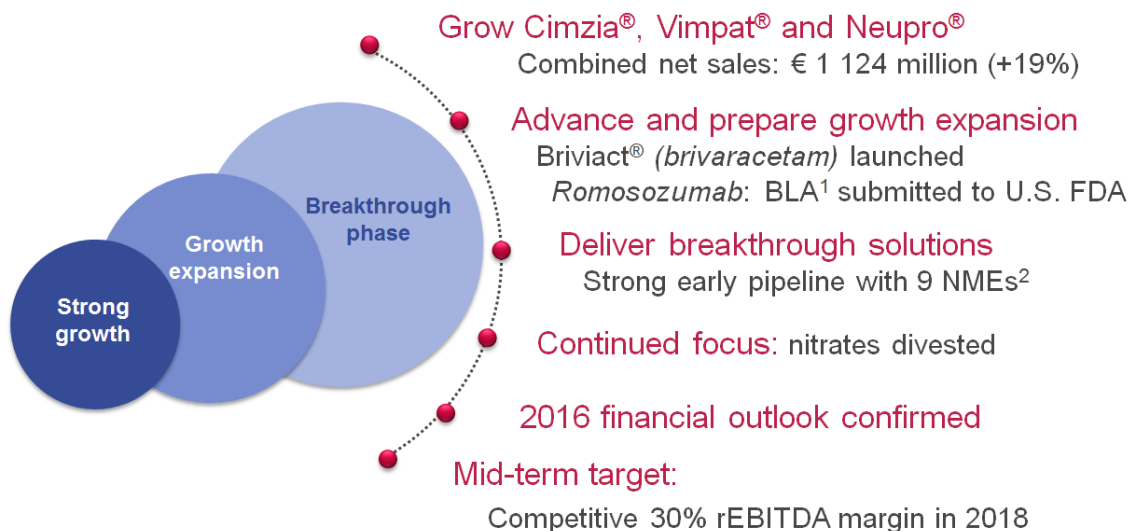 Grow Cimzia®, Vimpat® and Neupro®
Combined net sales: € 1 124 million (+19%)
Advance and prepare growth expansion
Briviact® (brivaracetam) launched
Romosozumab: BLA¹ submitted to U.S. FDA
Deliver breakthrough solutions
Strong early pipeline with 9 NMEs²
Continued focus: nitrates divested
2016 financial outlook confirmed
Mid-term target:
Competitive 30% rEBITDA margin in 2018
Strong
growth
Growth
expansion
Breakthrough
phase